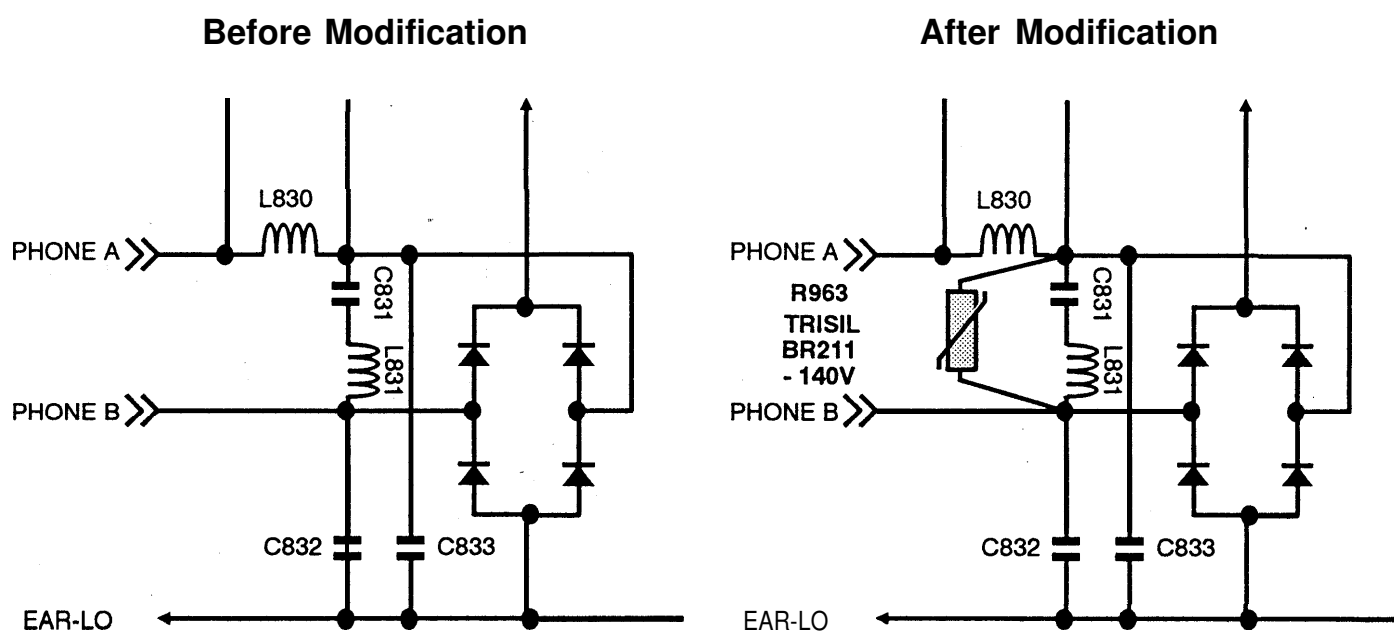 Before Modification
L830
PHONE A
C831
L831
PHONE B
C832
C833
EAR-LO
After Modification
L830
PHONE A
R963
TRISIL
BR211
- 140V
C831
L831
PHONE B
C832
C833
EAR-LO